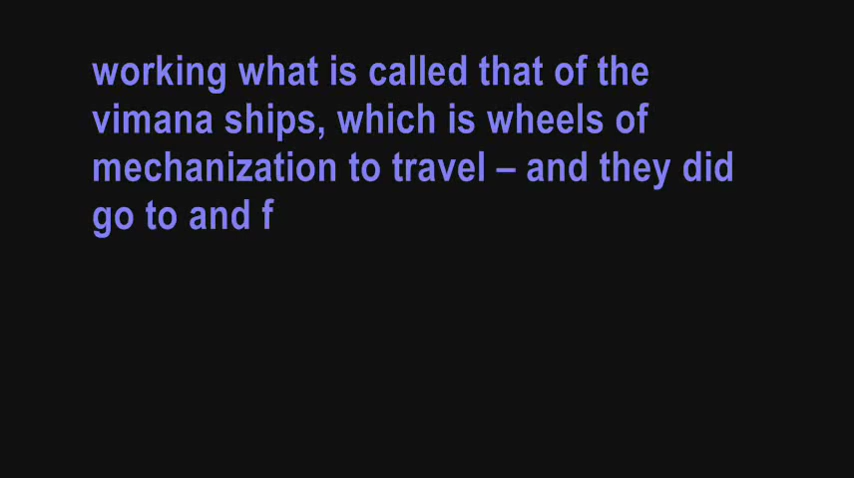 working what is called that of the
vimana ships, which is wheels of
mechanization to travel – and they did
go to and f